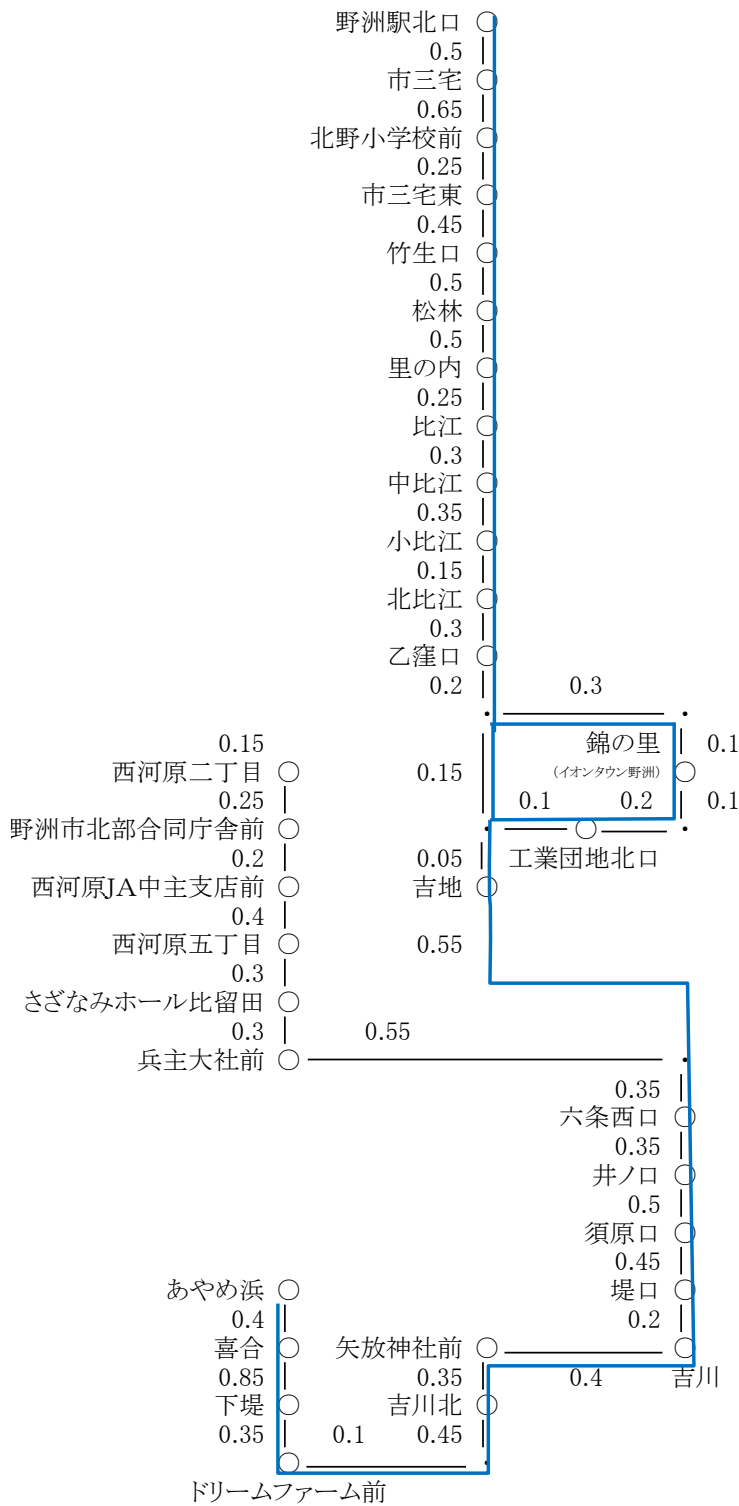 野洲駅北口
0.5
市三宅
0.65
北野小学校前
0.25
市三宅東
0.45
竹生口
0.5
松林
0.5
里の内
0.25
比江
0.3
中比江
0.35
小比江
0.15
北比江
0.3
乙窪口
0.2 0.3
0.15 錦の里 0.1
西河原二丁目 0.15 (イオンタウン野洲)
0.25 0.1 0.2 0.1
野洲市北部合同庁舎前
0.2 0.05 工業団地北口
西河原JA中主支店前 吉地
0.4
西河原五丁目 0.55
0.3
さざなみホール比留田
0.3 0.55
兵主大社前
0.35
六条西口
0.35
井ノ口
0.5
須原口
0.45
あやめ浜 堤口
0.4 0.2
喜合 矢放神社前
0.85 0.35 0.4 吉川
下堤 吉川北
0.35 0.1 0.45
ドリームファーム前